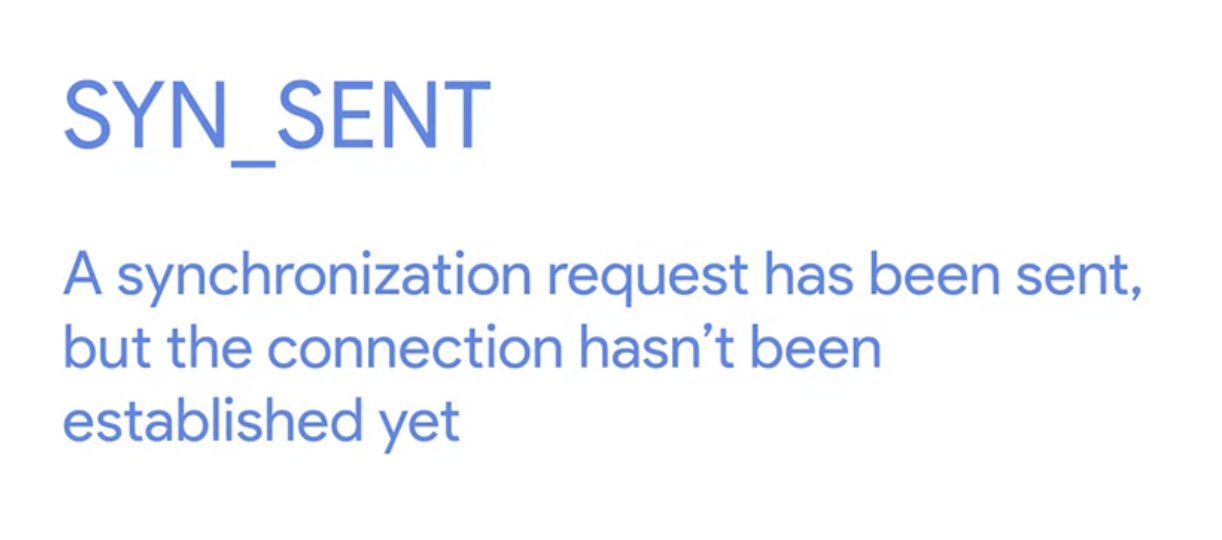 SYN_SENT
A synchronization request has been sent,
but the connection hasn’t been
established yet